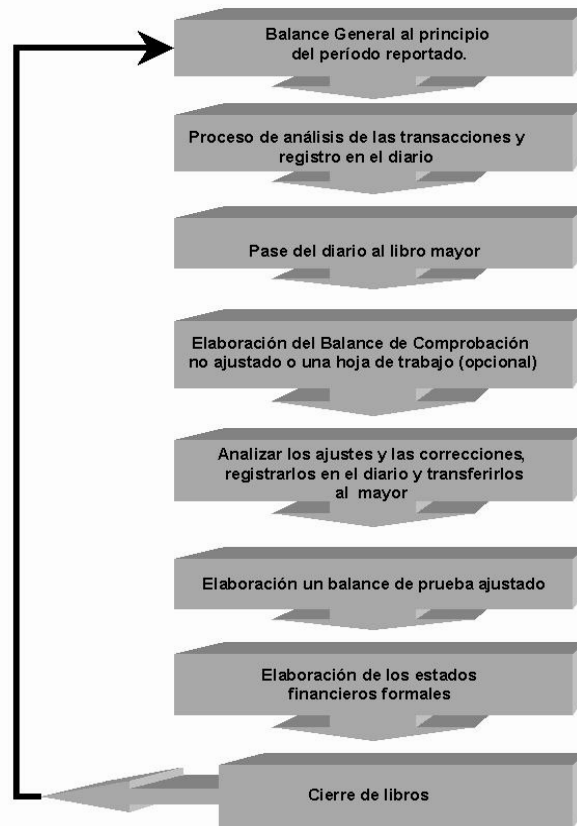 Balance General al principio
del período reportado.
Proceso de análisis de las transacciones y
registro en el diario
Pase del diario al libro mayor
Elaboración del Balance de Comprobación
no ajustado o una hoja de trabajo (opcional)
Analizar los ajustes y las correcciones,
registrarlos en el diario y transferirlos
al mayor
Elaboración un balance de prueba ajustado
Elaboración de los estados
financieros formales
Cierre de libros